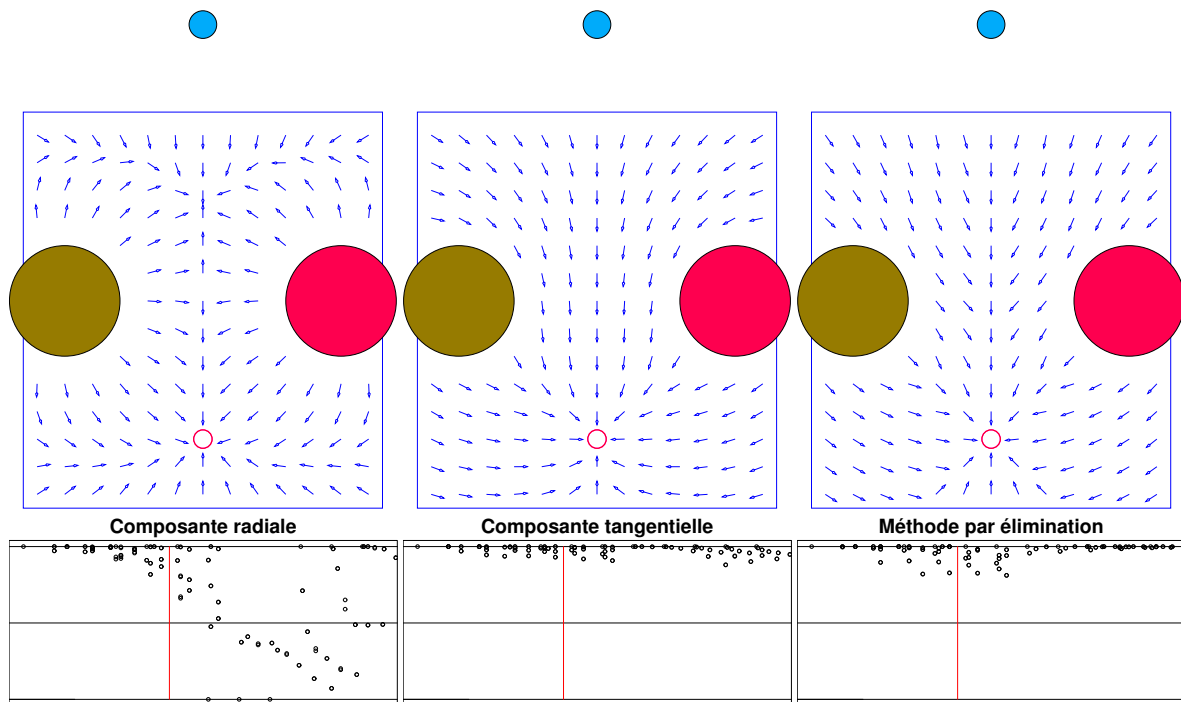 Composante radiale
Composante tangentielle
Méthode par élimination